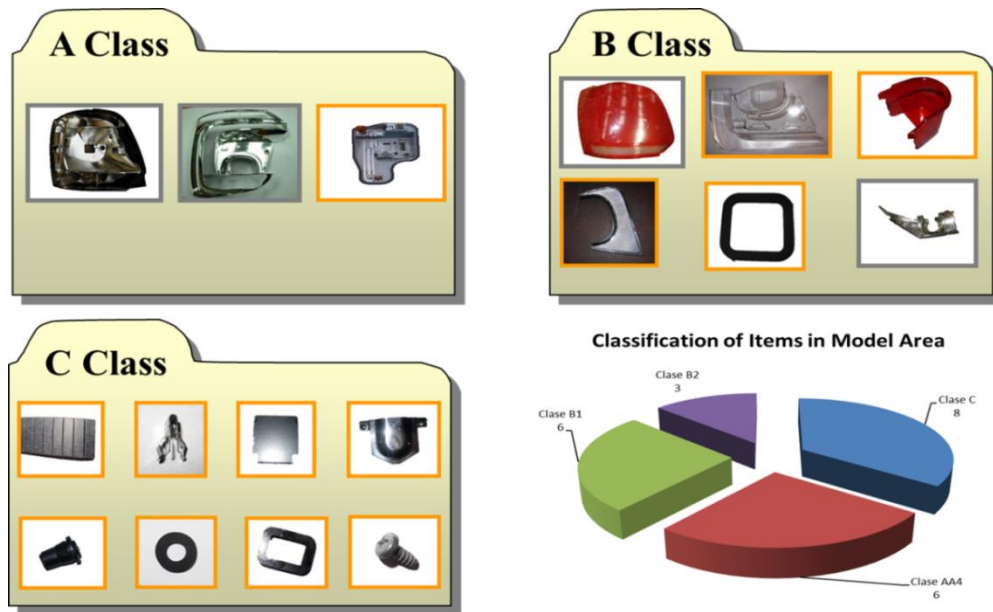 A Class
B Class
C Class
Classification of Items in Model Area
Clase B2
3
Clase C
8
Clase B1
6
Clase AA4
6